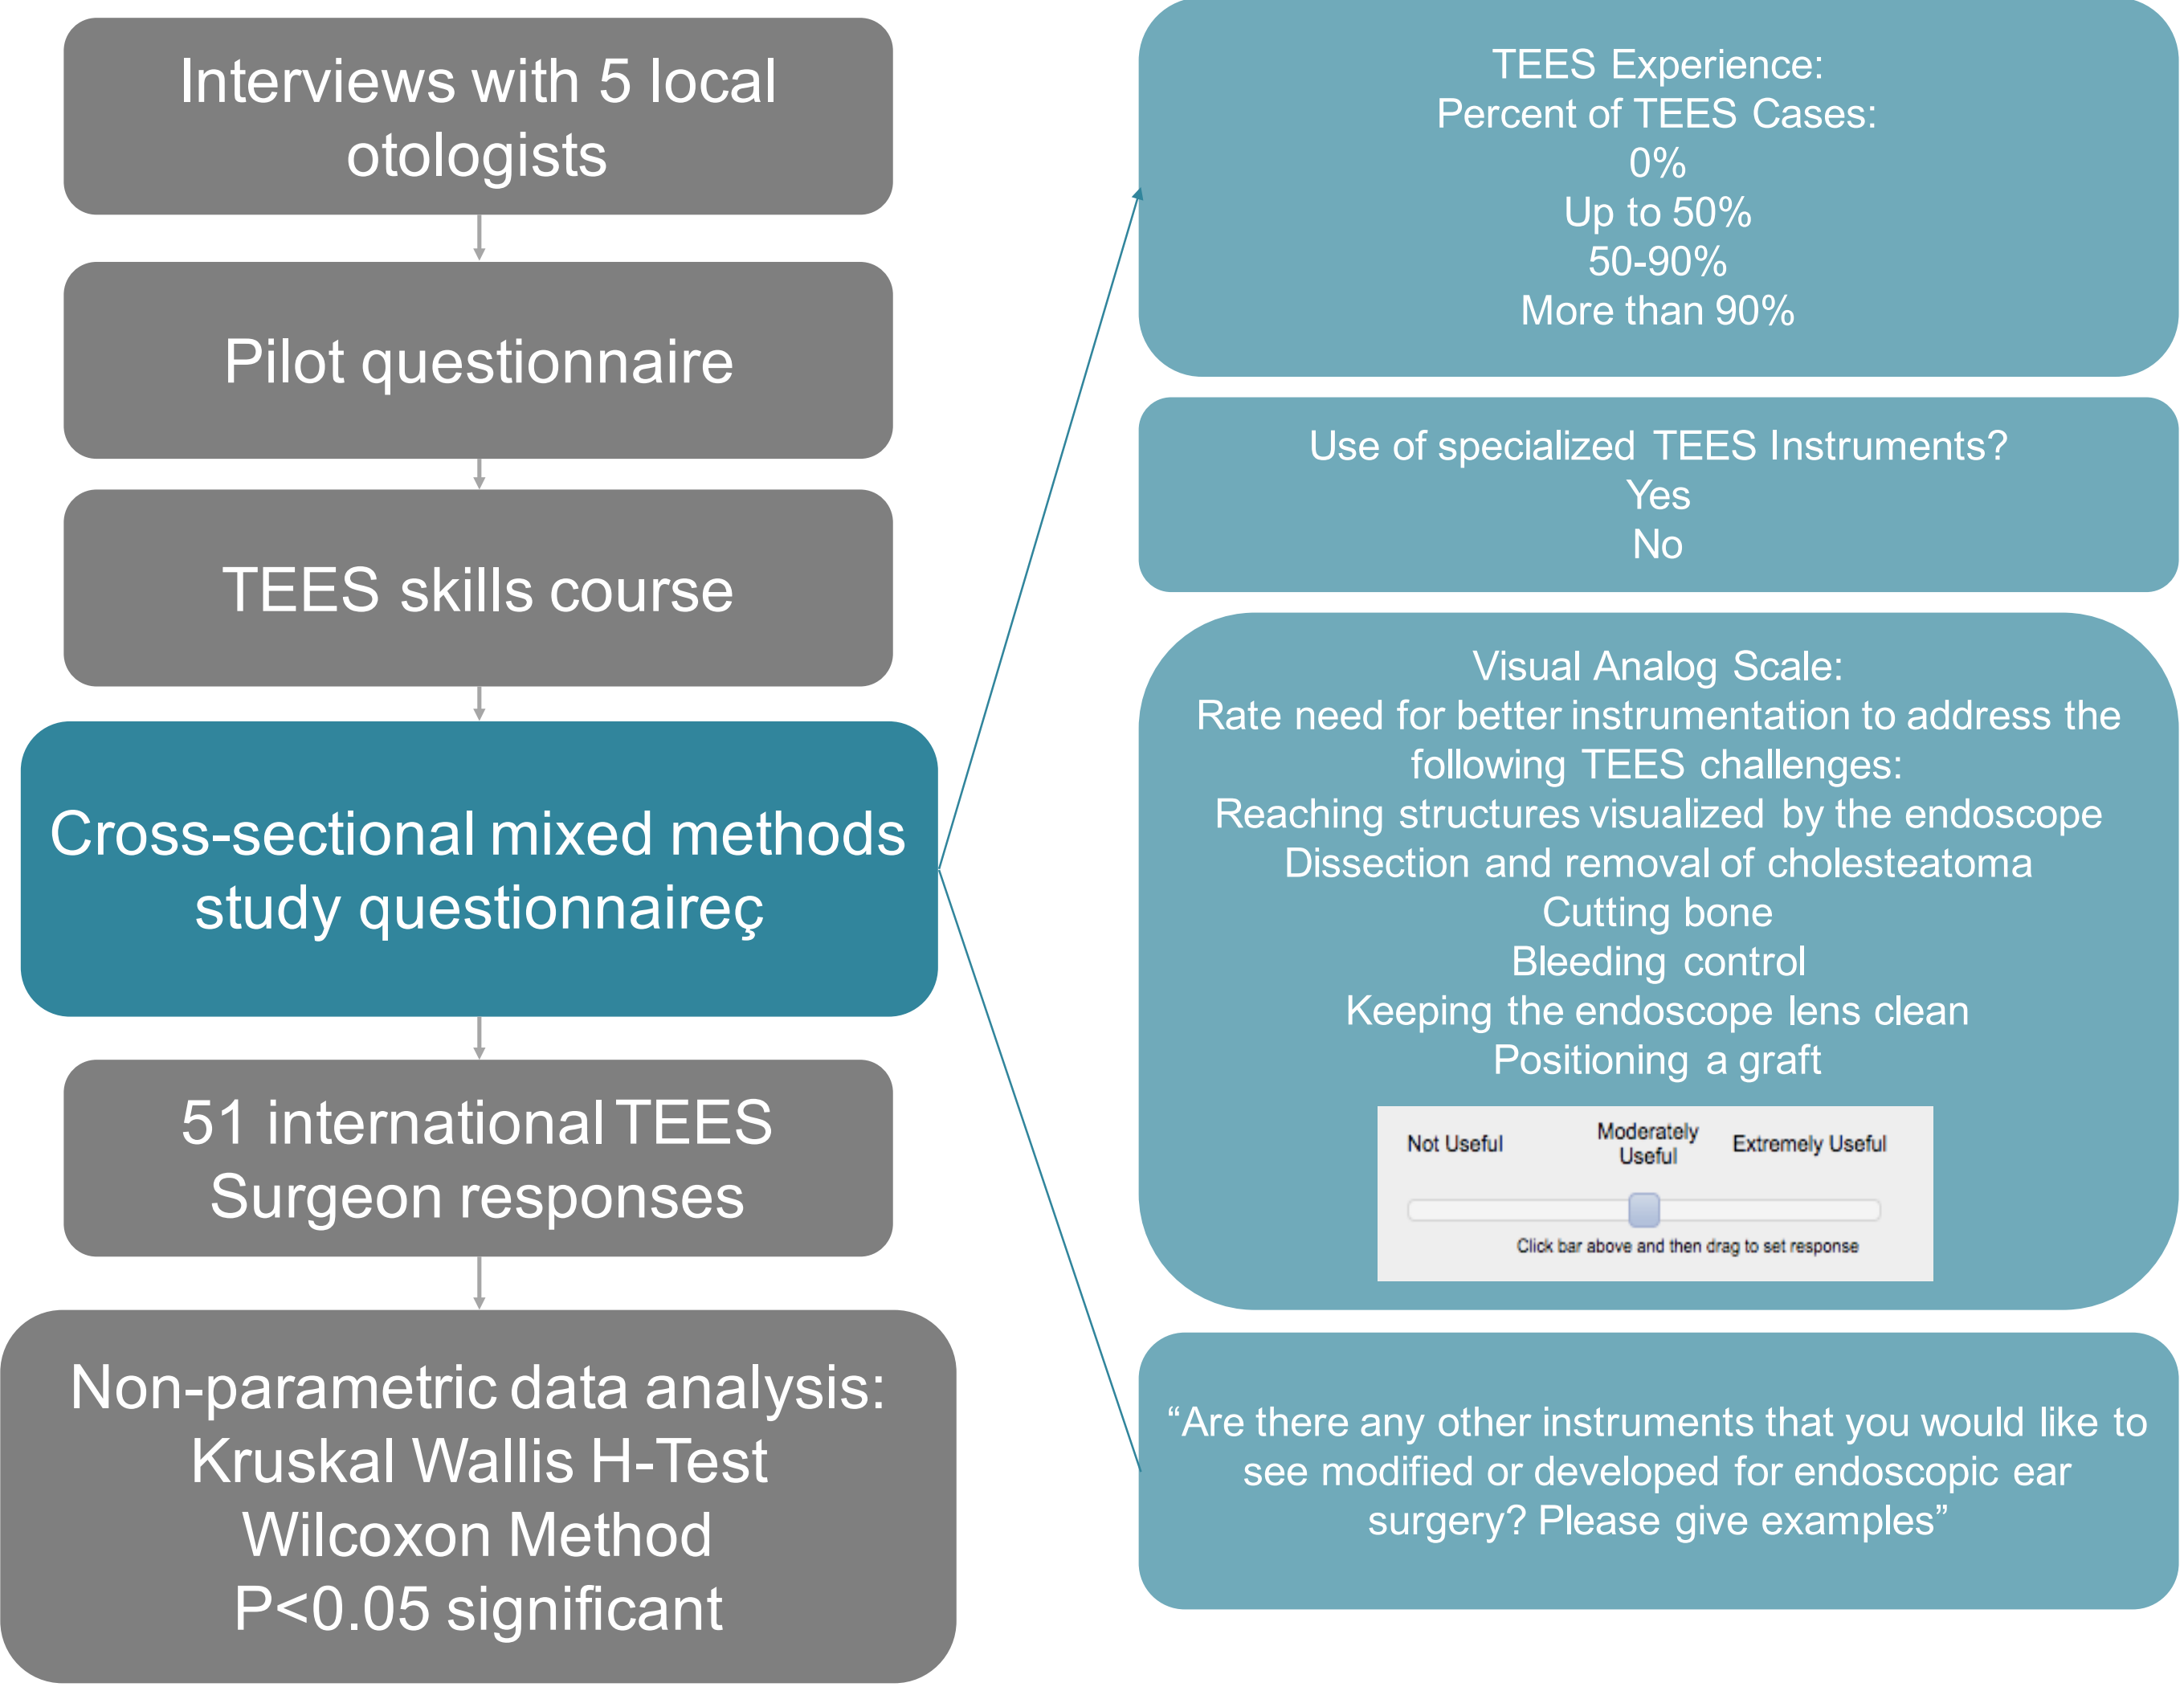 Interviews with 5 local
otologists
Pilot questionnaire
TEES skills course
Cross-sectional mixed methods
study questionnaireç
51 international TEES
Surgeon responses
Non-parametric data analysis:
Kruskal Wallis H-Test
Wilcoxon Method
P<0.05 significant
TEES Experience:
Percent of TEES Cases:
0%
Up to 50%
50-90%
More than 90%
Use of specialized TEES Instruments?
Yes
No
Visual Analog Scale:
Rate need for better instrumentation to address the
following TEES challenges:
Reaching structures visualized by the endoscope
Dissection and removal of cholesteatoma
Cutting bone
Bleeding control
Keeping the endoscope lens clean
Positioning a graft
Not Useful
Moderately
Useful
Extremely Useful
Click bar above and then drag to set response
“Are there any other instruments that you would like to
see modified or developed for endoscopic ear
surgery? Please give examples”